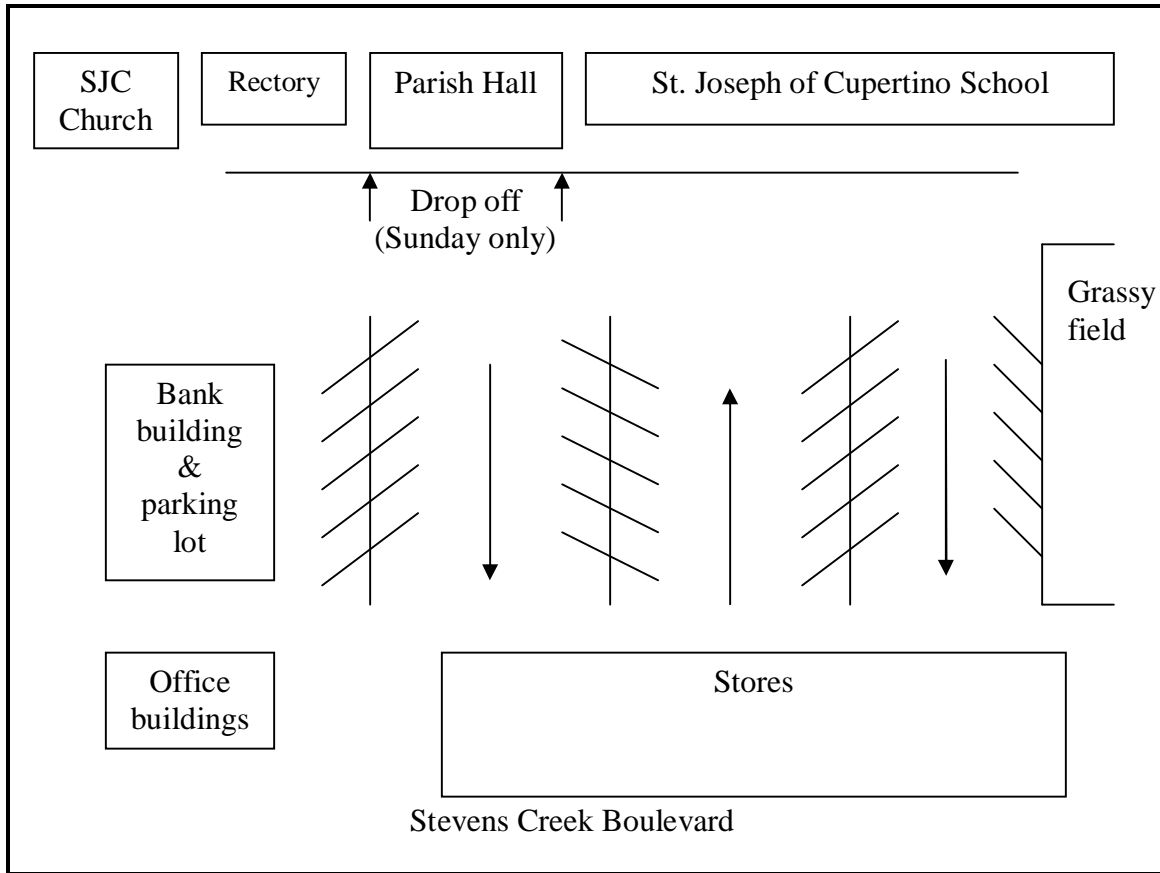 SJC
Church
Rectory
Parish Hall
St. Joseph of Cupertino School
Drop off
(Sunday only)
Grassy
field
Bank
building
&
parking
lot
Office
buildings
Stores
Stevens Creek Boulevard